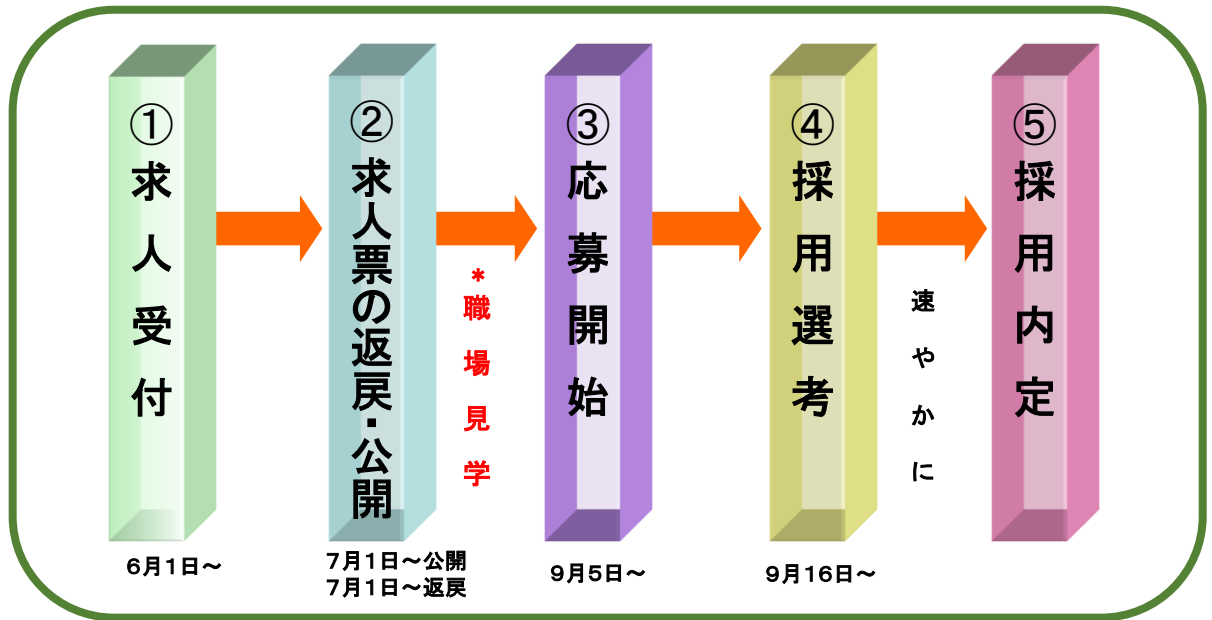 ①求人受付
6月1日～
②求人票の返戻・公開
7月1日～公開
7月1日～返戻
*職場見学
③応募開始
9月5日～
④採用選考
9月16日～
速やかに
⑤採用内定